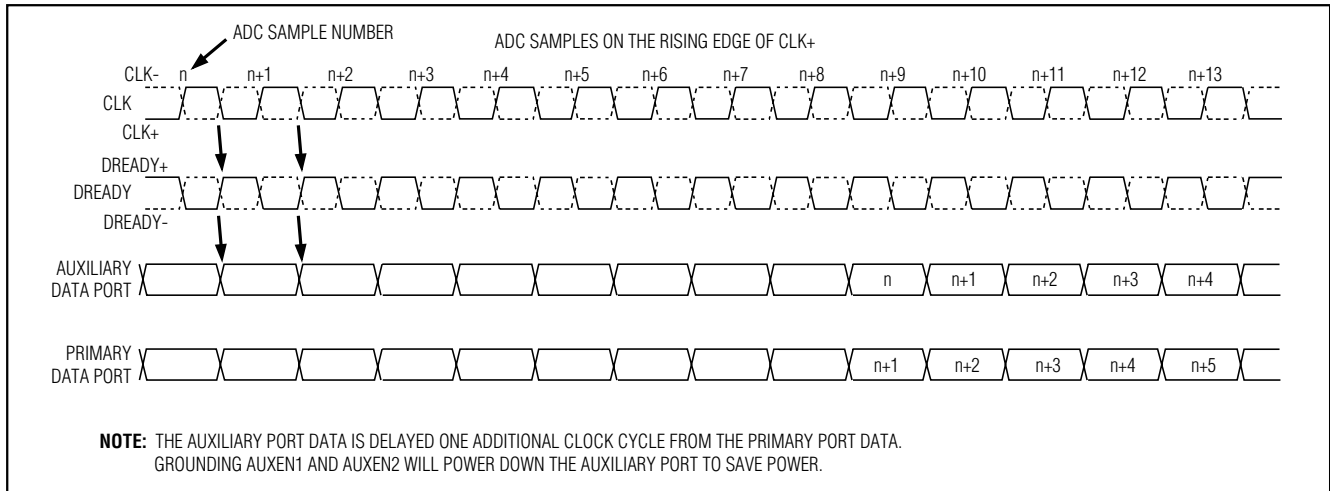 ADC SAMPLE NUMBER
ADC SAMPLES ON THE RISING EDGE OF CLK+
CLK- n n+1 n+2 n+3 n+4 n+5 n+6 n+7 n+8 n+9 n+10 n+11 n+12 n+13
CLK
CLK+
DREADY+
DREADY
DREADY-
AUXILIARY
DATA PORT
n n+1 n+2 n+3 n+4
PRIMARY
DATA PORT
n+1 n+2 n+3 n+4 n+5
NOTE: THE AUXILIARY PORT DATA IS DELAYED ONE ADDITIONAL CLOCK CYCLE FROM THE PRIMARY PORT DATA.
GROUNDING AUXEN1 AND AUXEN2 WILL POWER DOWN THE AUXILIARY PORT TO SAVE POWER.